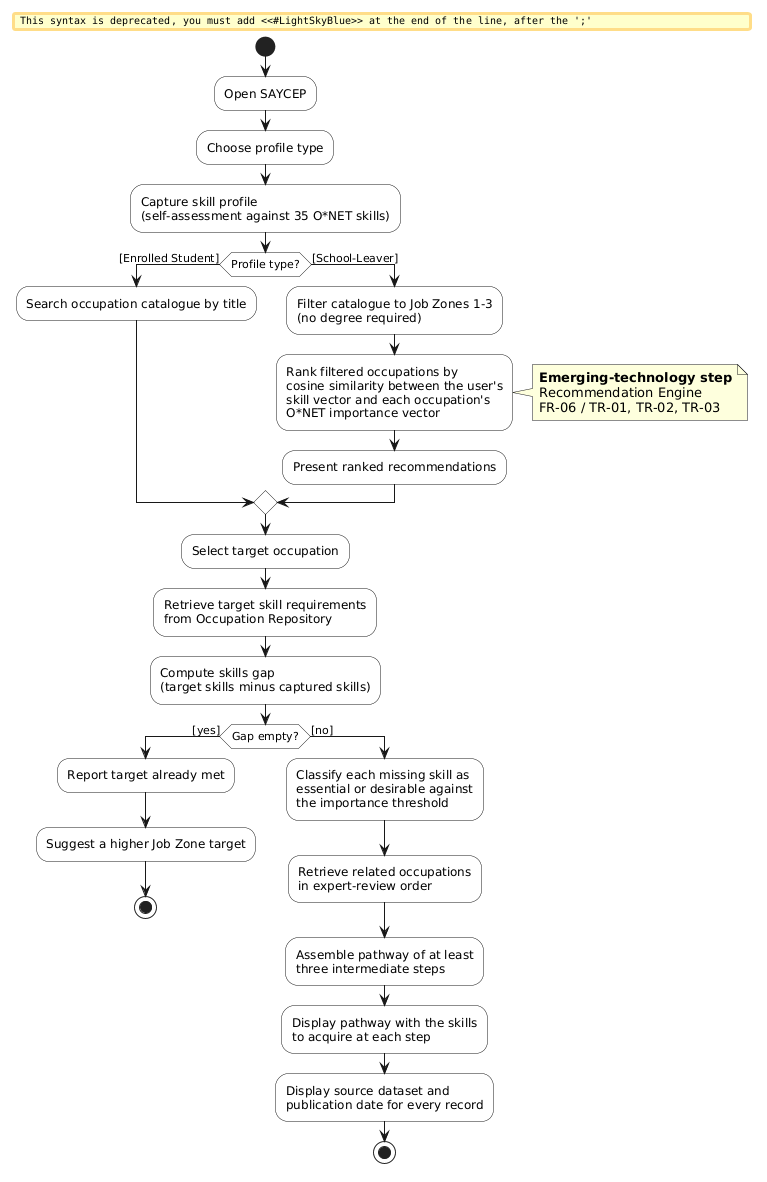 This syntax is deprecated, you must add <<#LightSkyBlue>> at the end of the line, after the ';'
Open SAYCEP
Choose profile type
Capture skill profile
(self-assessment against 35 O*NET skills)
[Enrolled Student]
Profile type?
[School-Leaver]
Search occupation catalogue by title
Filter catalogue to Job Zones 1-3
(no degree required)
Rank filtered occupations by
cosine similarity between the user's
skill vector and each occupation's
O*NET importance vector
Emerging-technology step
Recommendation Engine
FR-06 / TR-01, TR-02, TR-03
Present ranked recommendations
Select target occupation
Retrieve target skill requirements
from Occupation Repository
Compute skills gap
(target skills minus captured skills)
[yes]
Gap empty?
[no]
Report target already met
Suggest a higher Job Zone target
Classify each missing skill as
essential or desirable against
the importance threshold
Retrieve related occupations
in expert-review order
Assemble pathway of at least
three intermediate steps
Display pathway with the skills
to acquire at each step
Display source dataset and
publication date for every record